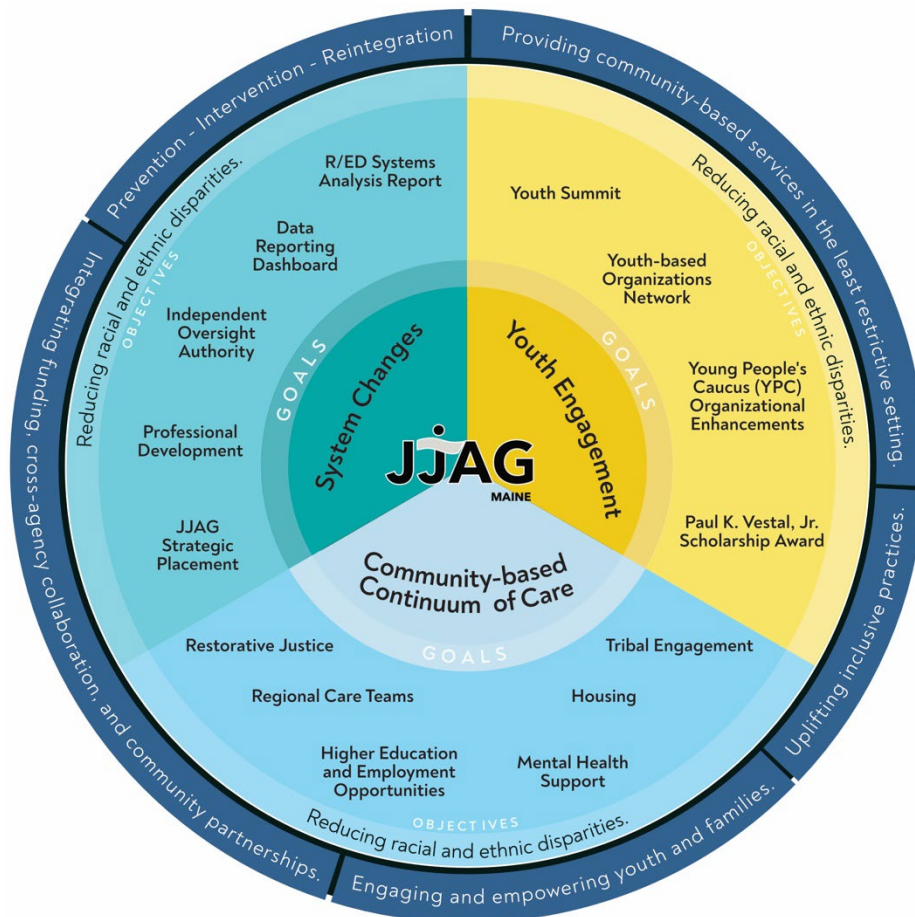 Prevention - Intervention - Reintegration
Providing community-based services in the least restrictive setting.
Uplifting inclusive practices.
Engaging and empowering youth and families.
Integrating funding, cross-agency collaboration, and community partnerships.
Reducing racial and ethnic disparities.
OBJECTIVES
R/ED Systems
Analysis Report
Data
Reporting
Dashboard
Independent
Oversight
Authority
Professional
Development
JJAG
Strategic
Placement
GOALS
System Changes
Reducing racial and ethnic disparities.
OBJECTIVES
Youth Summit
Youth-based
Organizations
Network
Young People's
Caucus (YPC)
Organizational
Enhancements
Paul K. Vestal, Jr.
Scholarship Award
GOALS
Youth Engagement
JJAG
MAINE
Community-based
Continuum of Care
GOALS
Restorative Justice
Tribal Engagement
Regional Care Teams
Housing
Higher Education
and Employment
Opportunities
Mental Health
Support
OBJECTIVES
Reducing racial and ethnic disparities.